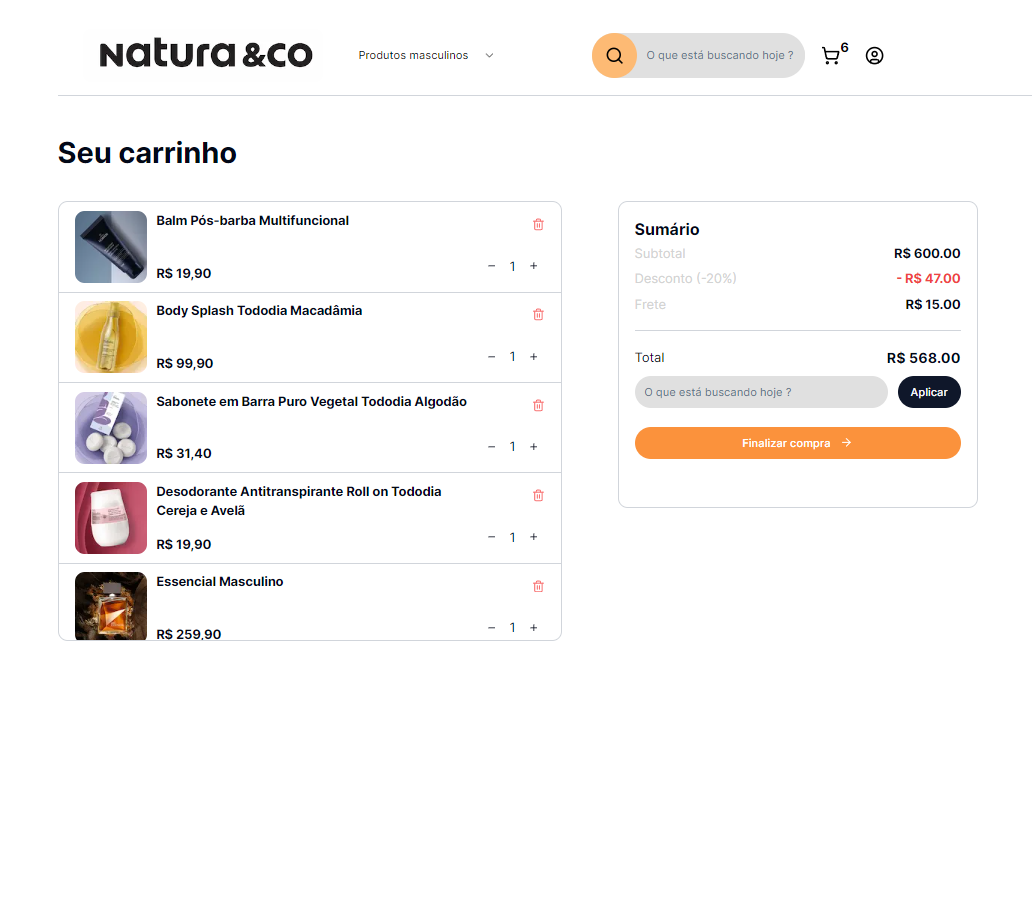 Natura &co
Produtos masculinos
O que está buscando hoje ?
6
Seu carrinho
Balm Pós-barba Multifuncional
R$ 19,90
− 1 +
Body Splash Tododia Macadâmia
R$ 99,90
− 1 +
Sabonete em Barra Puro Vegetal Tododia Algodão
R$ 31,40
− 1 +
Desodorante Antitranspirante Roll on Tododia
Cereja e Avelã
R$ 19,90
− 1 +
Essencial Masculino
R$ 259,90
− 1 +
Sumário
Subtotal R$ 600.00
Desconto (-20%) - R$ 47.00
Frete R$ 15.00
Total R$ 568.00
O que está buscando hoje ?
Aplicar
Finalizar compra →